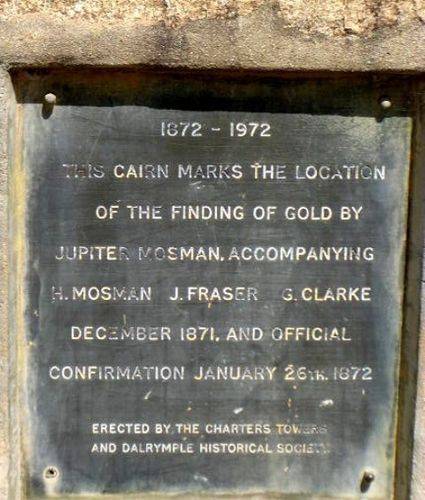 1872 - 1972
THIS CAIRN MARKS THE LOCATION
OF THE FINDING OF GOLD BY
JUPITER MOSMAN, ACCOMPANYING
H. MOSMAN J. FRASER G. CLARKE
DECEMBER 1871, AND OFFICIAL
CONFIRMATION JANUARY 26TH. 1872
ERECTED BY THE CHARTERS TOWERS
AND DALRYMPLE HISTORICAL SOCIETY